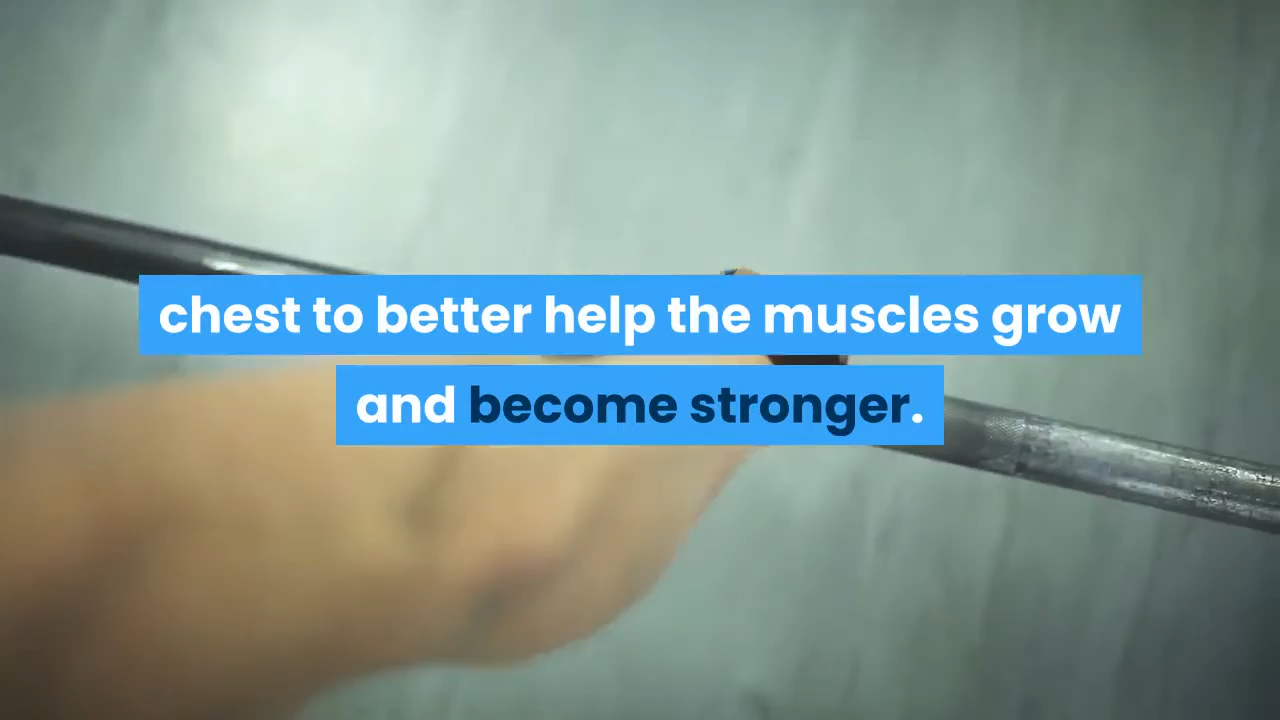 chest to better help the muscles grow
and become stronger.